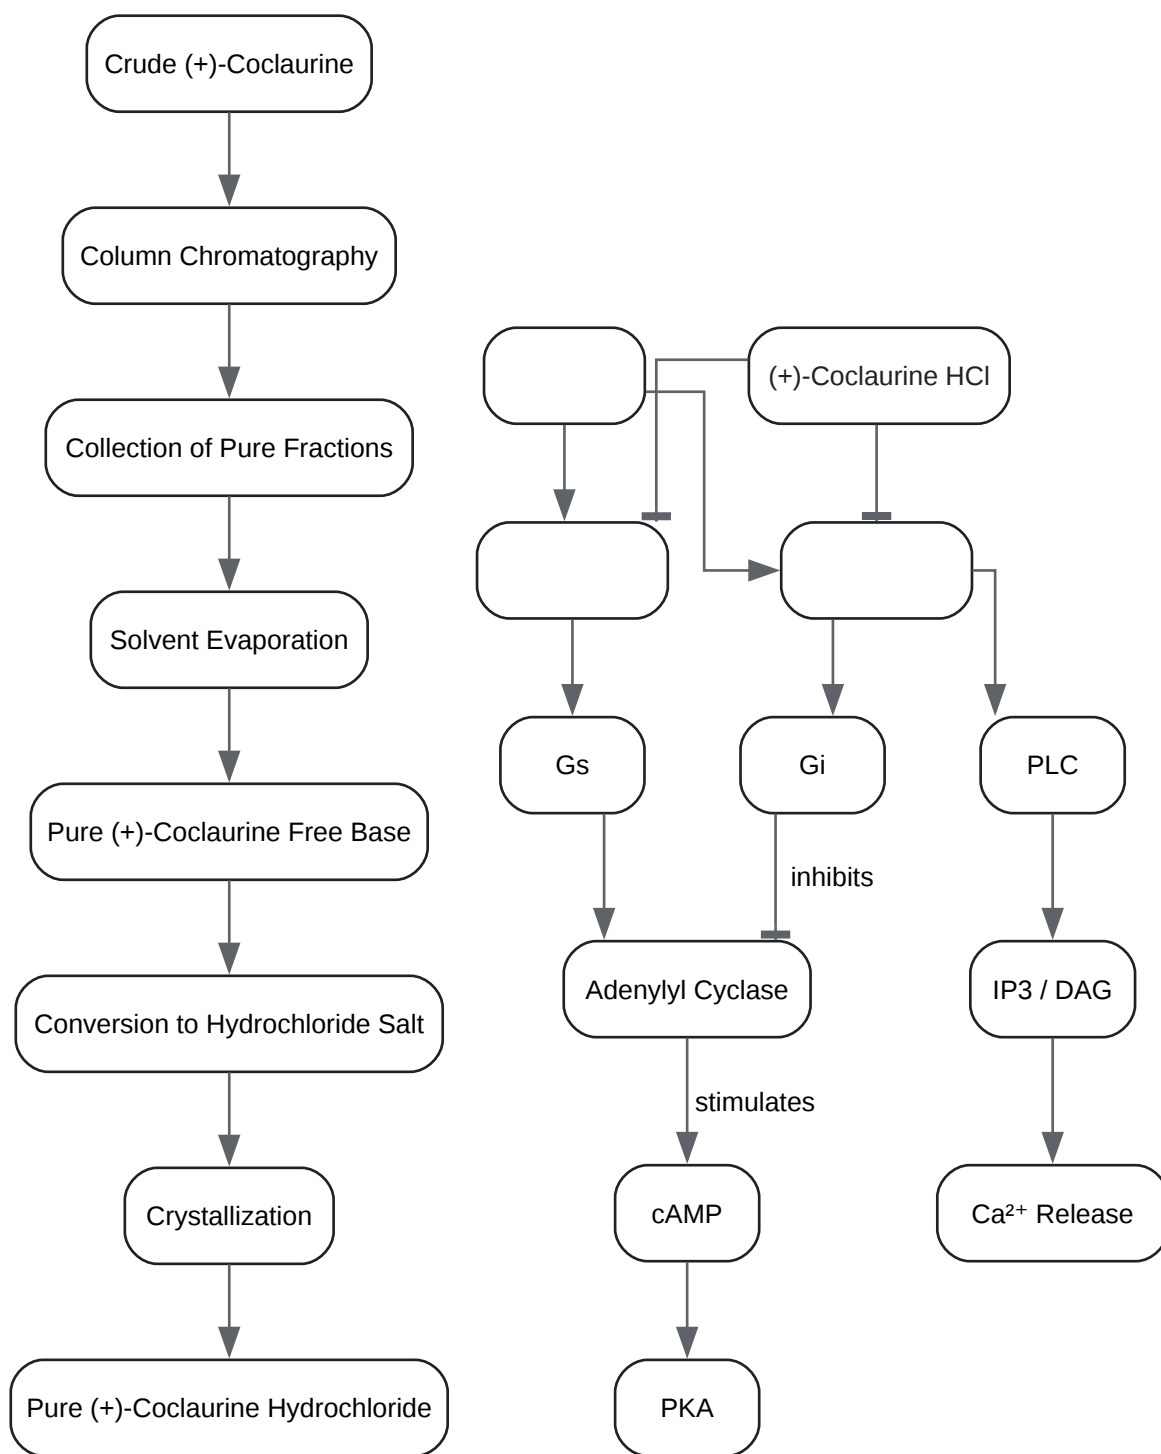 Crude (+)-Coclaurine
Column Chromatography
Collection of Pure Fractions
Solvent Evaporation
Pure (+)-Coclaurine Free Base
Conversion to Hydrochloride Salt
Crystallization
Pure (+)-Coclaurine Hydrochloride
(+)-Coclaurine HCl
Gs
Gi
PLC
inhibits
Adenylyl Cyclase
IP3 / DAG
stimulates
cAMP
Ca²⁺ Release
PKA